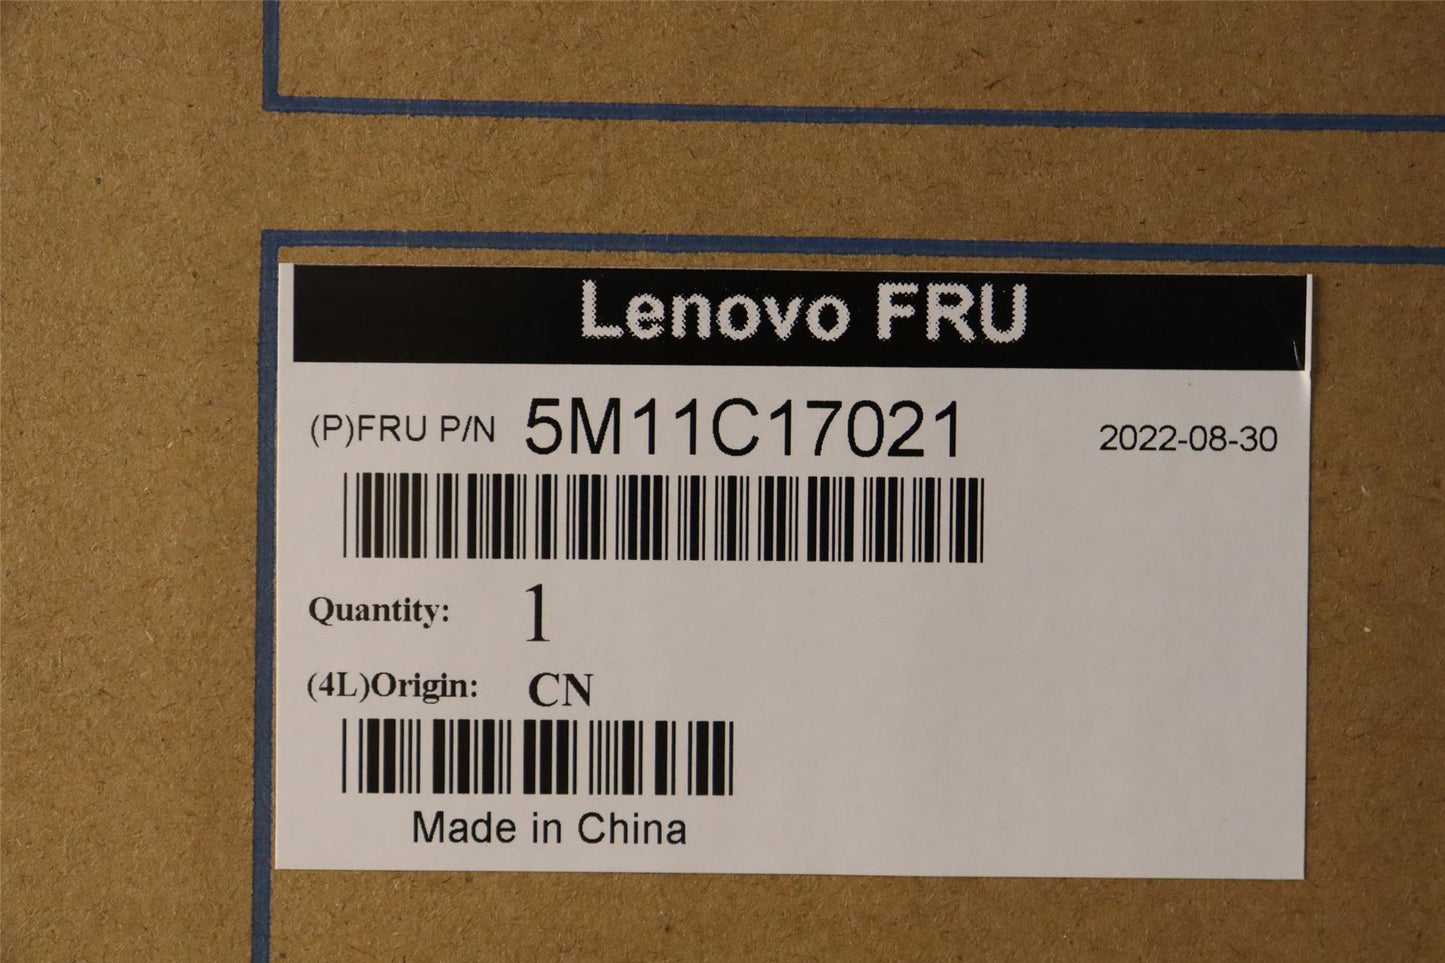 Lenovo FRU
(P)FRU P/N 5M11C17021 2022-08-30
Quantity: 1
(4L)Origin: CN
Made in China